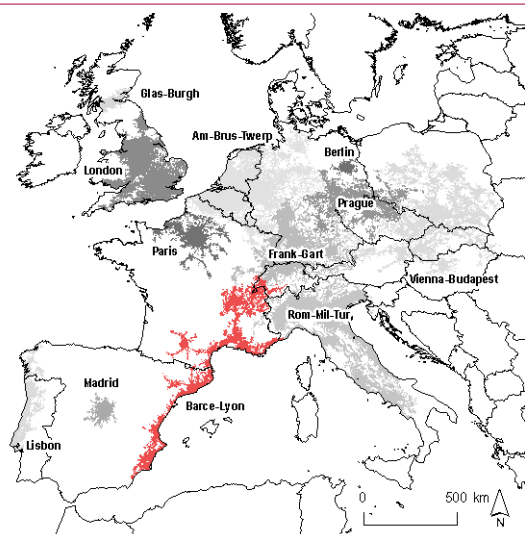 Glas-Burgh
Am-Brus-Twerp
Berlin
London
Prague
Paris
Frank-Gart
Vienna-Budapest
Rom-Mil-Tur
Madrid
Barce-Lyon
Lisbon
0 500 km
N